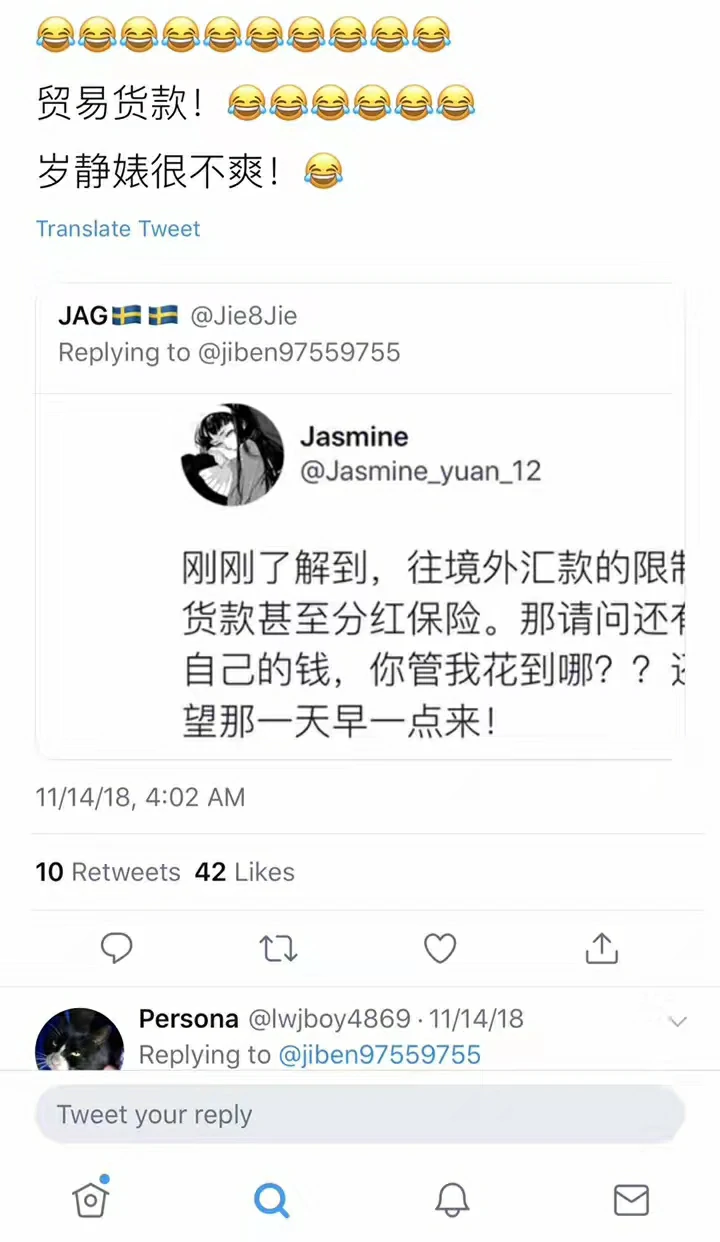 😂😂😂😂😂😂😂😂😂😂
贸易货款！😂😂😂😂😂😂
岁静婊很不爽！😂
Translate Tweet
JAG🇸🇪🇸🇪 @Jie8Jie
Replying to @jiben97559755
Jasmine
@Jasmine_yuan_12
刚刚了解到，往境外汇款的限制
货款甚至分红保险。那请问还有
自己的钱，你管我花到哪？？还
望那一天早一点来！
11/14/18, 4:02 AM
10 Retweets 42 Likes
Persona @lwjboy4869 · 11/14/18
Replying to @jiben97559755
Tweet your reply